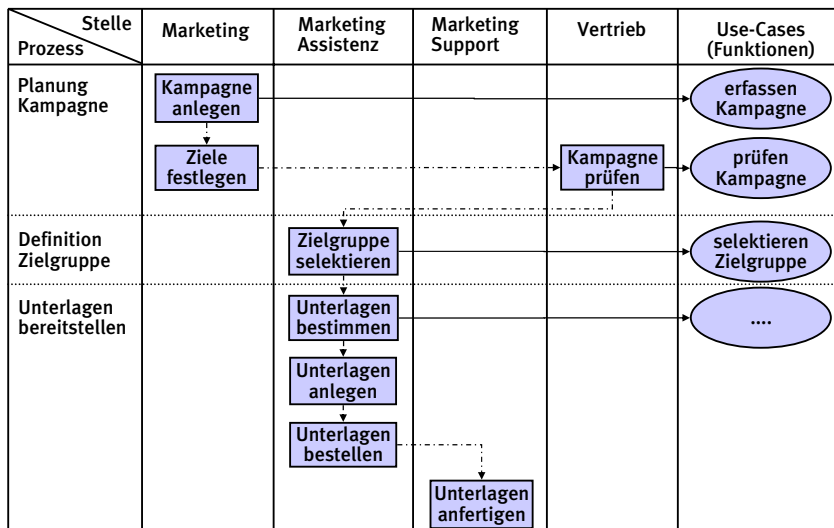 Stelle
Prozess
Marketing
Marketing
Assistenz
Marketing
Support
Vertrieb
Use-Cases
(Funktionen)
Planung
Kampagne
Kampagne
anlegen
erfassen
Kampagne
Ziele
festlegen
Kampagne
prüfen
prüfen
Kampagne
Definition
Zielgruppe
Zielgruppe
selektieren
selektieren
Zielgruppe
Unterlagen
bereitstellen
Unterlagen
bestimmen
....
Unterlagen
anlegen
Unterlagen
bestellen
Unterlagen
anfertigen